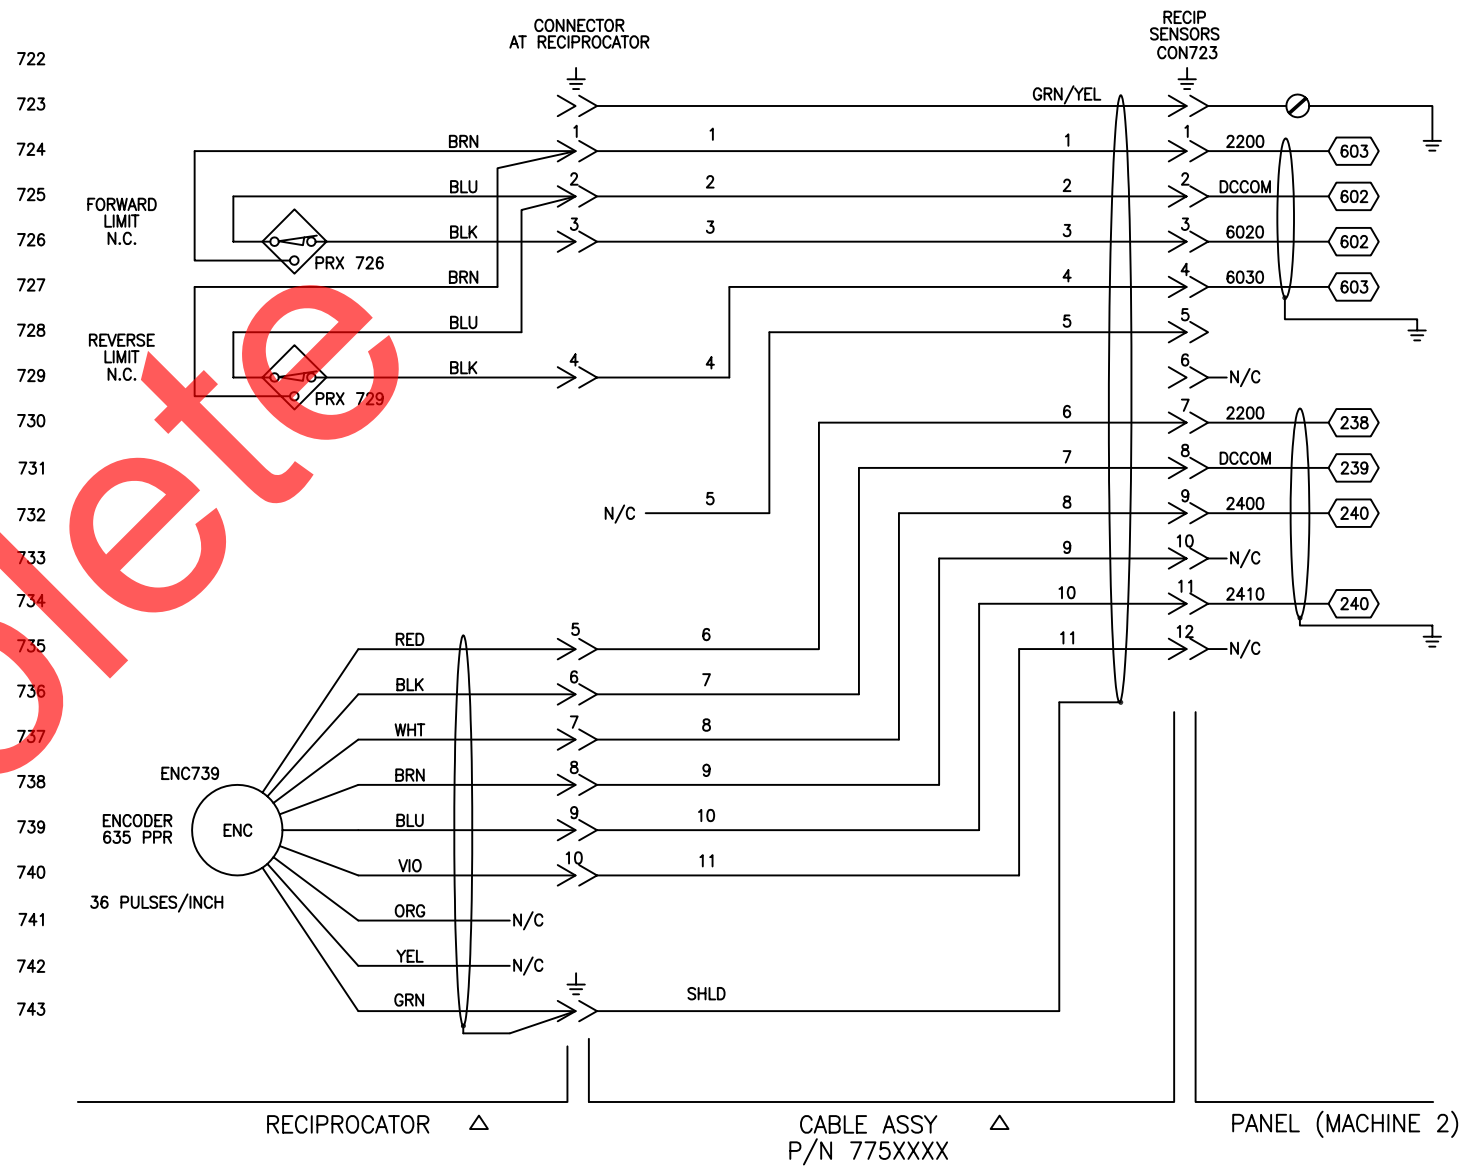 CONNECTOR
AT RECIPROCATOR
RECIP
SENSORS
CON723
722
723 GRN/YEL
724 BRN 1 1 1 1 2200 603
725 BLU 2 2 2 2 DCCOM 602
FORWARD
LIMIT
N.C.
726 BLK 3 3 3 3 6020 602
PRX 726
727 BRN 4 4 6030 603
728 BLU 5 5
REVERSE
LIMIT
N.C.
729 BLK 4 4 6 N/C
PRX 729
730 6 7 2200 238
731 7 8 DCCOM 239
732 N/C 5 8 9 2400 240
733 9 10 N/C
734 10 11 2410 240
735 RED 5 6 11 12 N/C
736 BLK 6 7
737 WHT 7 8
738 ENC739 BRN 8 9
739 ENCODER
635 PPR
ENC BLU 9 10
740 VIO 10 11
36 PULSES/INCH
741 ORG N/C
742 YEL N/C
743 GRN SHLD
RECIPROCATOR
CABLE ASSY
P/N 775XXXX
PANEL (MACHINE 2)
olete